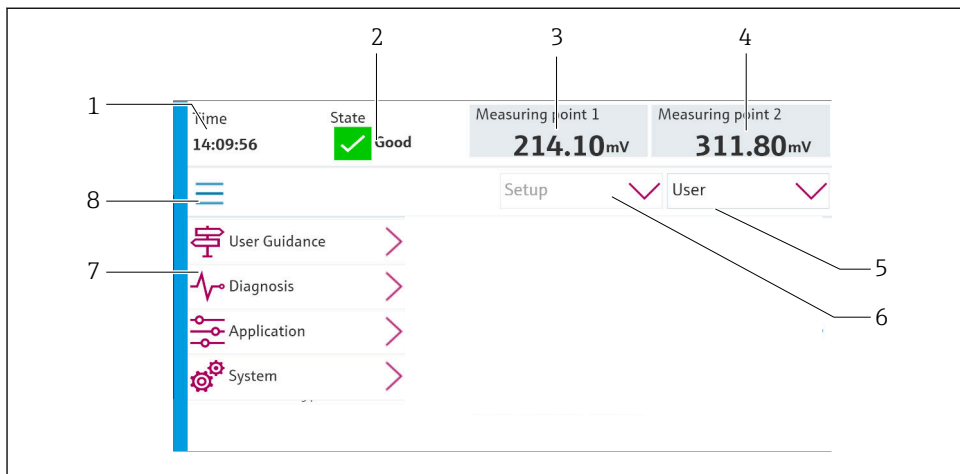 2
3
4
1
Time
State
Measuring point 1
Measuring point 2
14:09:56
Good
214.10mV
311.80mV
8
Setup
User
User Guidance
7
Diagnosis
5
6
Application
System